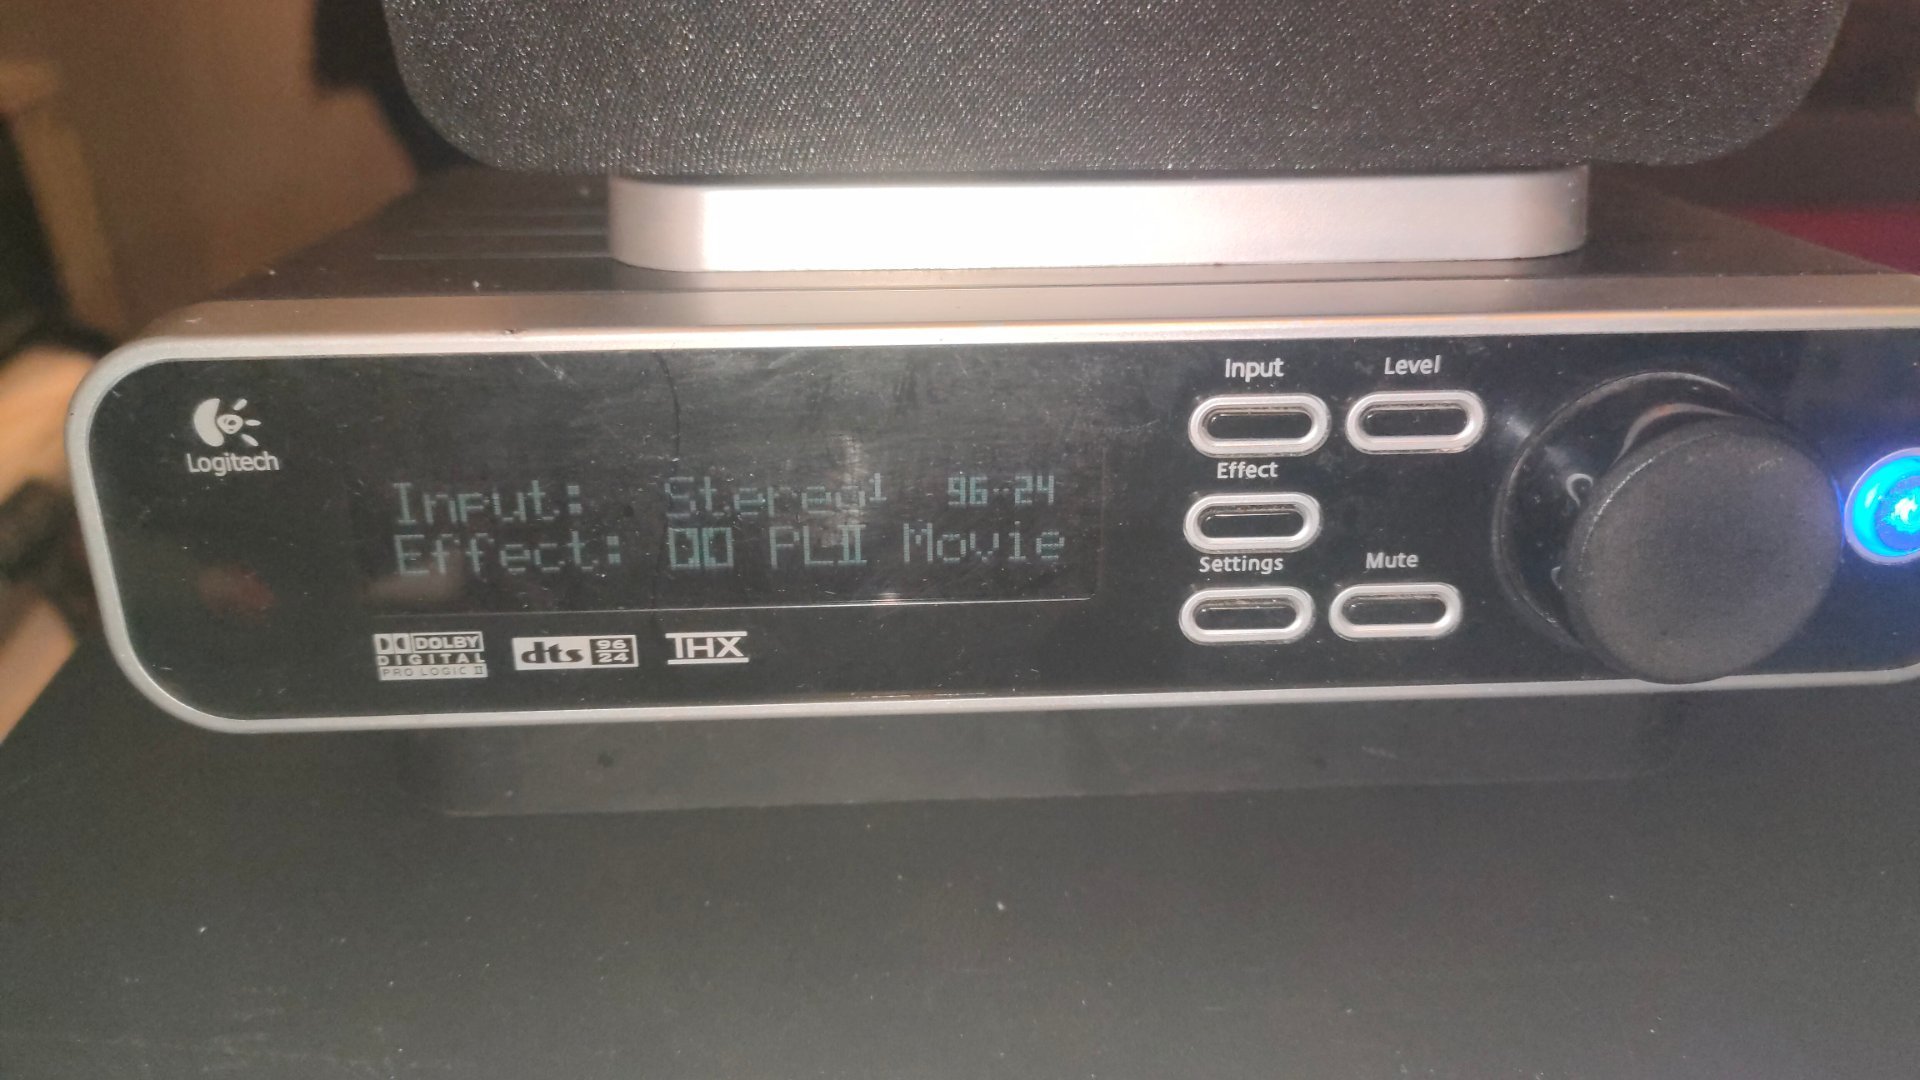 Input
Level
Logitech
Effect
Input: Stereo¹ 96-24
Effect: DD PLII Movie
Settings
Mute
DOLBY
DIGITAL
PRO LOGIC II
dts 96
24
THX